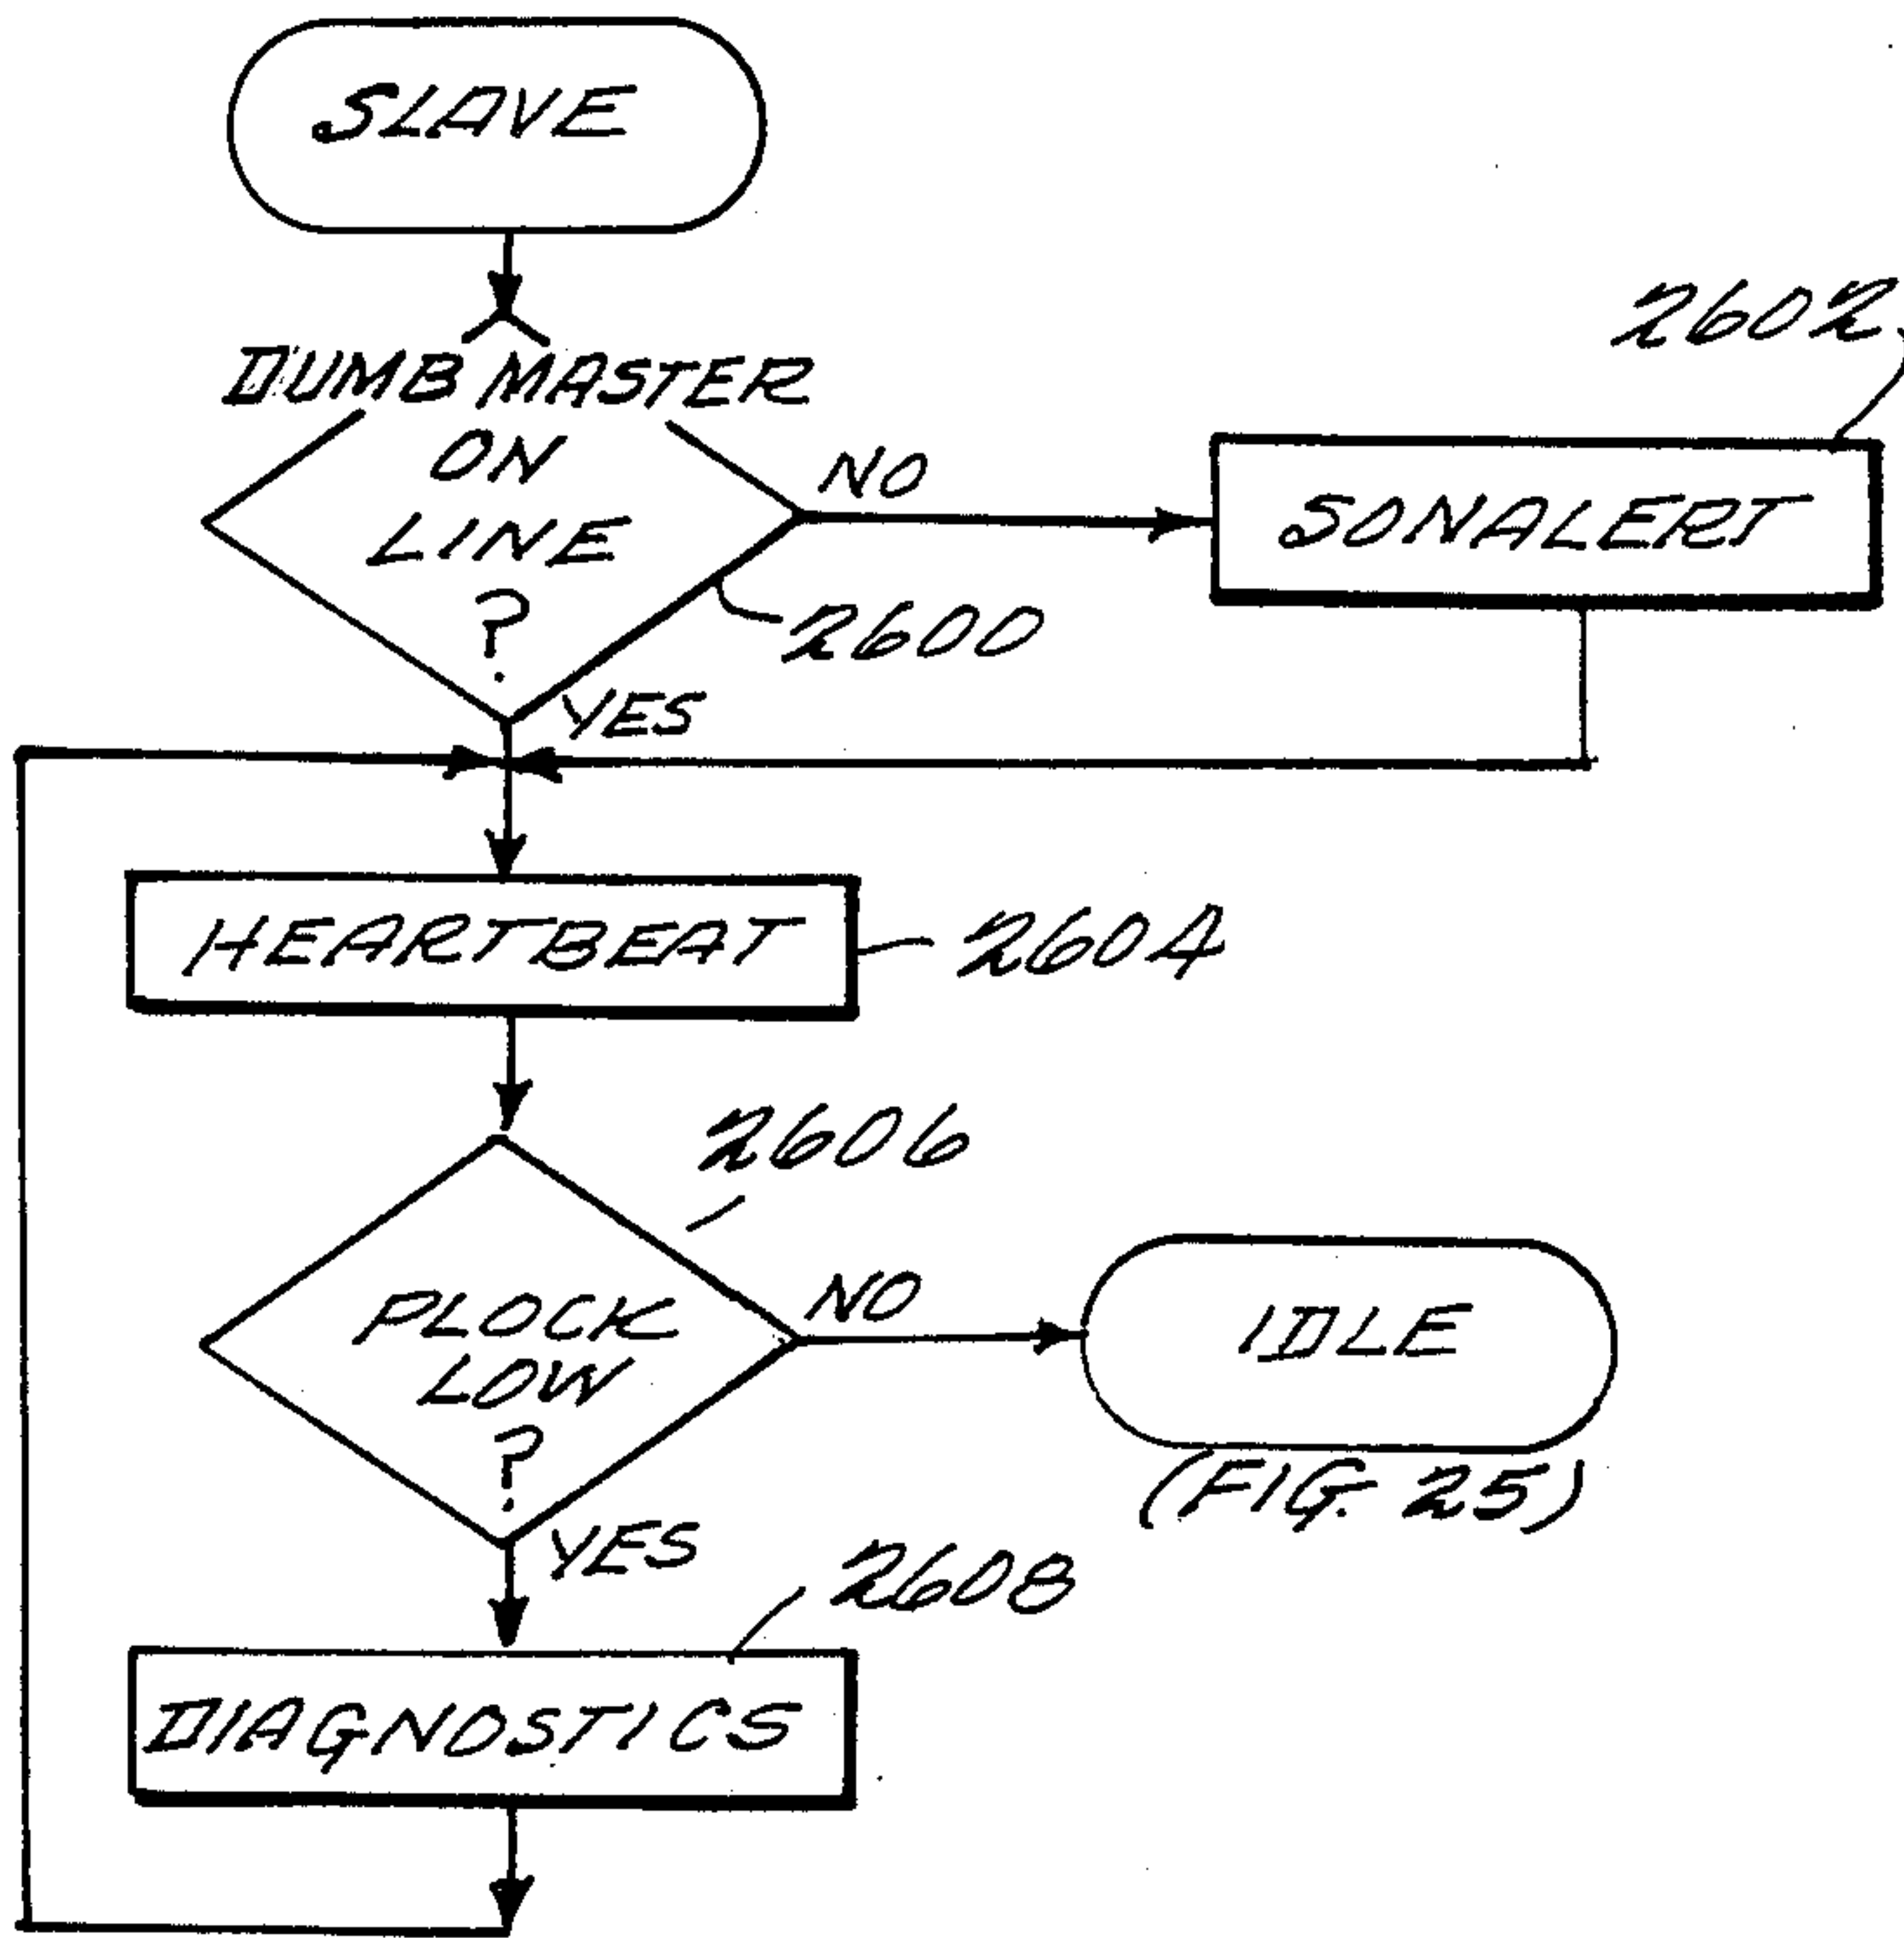 SLAVE
2602
DUMB MASTER
ON
LINE
?
NO
SONALERT
2600
YES
HEARTBEAT
2604
2606
PLOCK
LOW
?
NO
IDLE
(FIG. 25)
YES
2608
DIAGNOSTICS